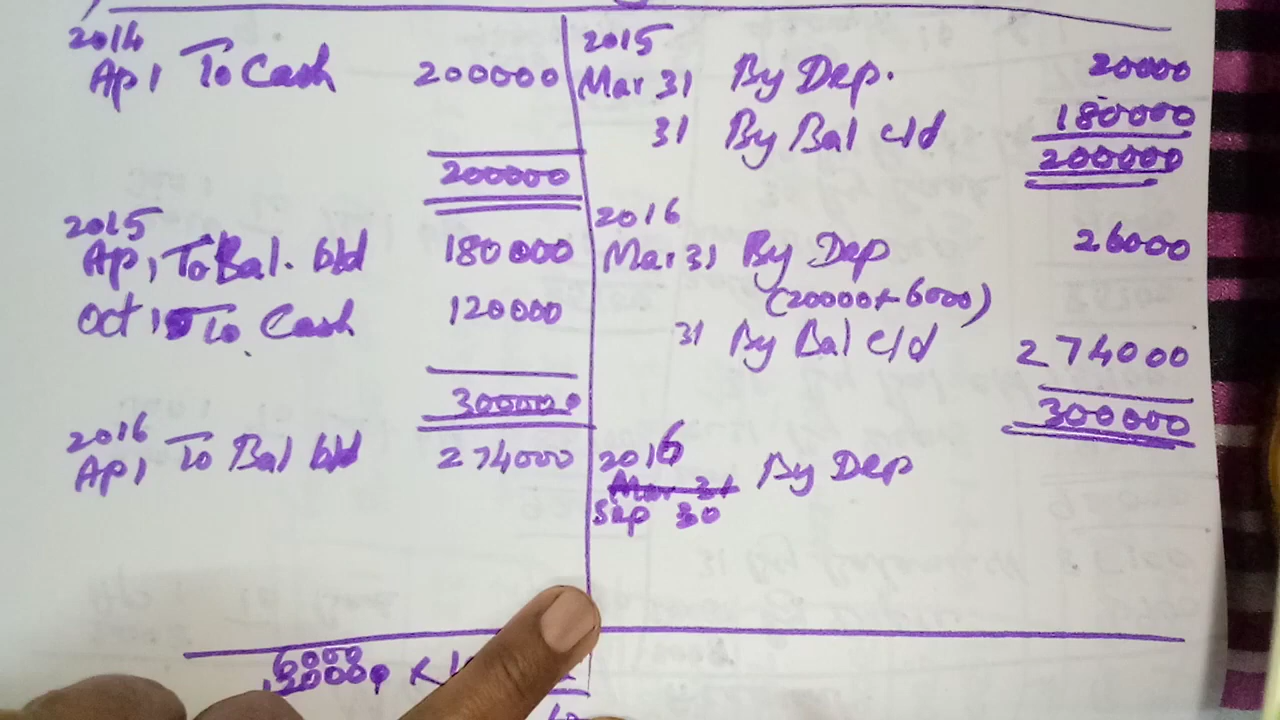 2014
Ap 1 To Cash 200000
200000
2015
Ap 1 To Bal. b/d 180000
Oct 1 To Cash 120000
300000
2016
Ap 1 To Bal b/d 274000
2015
Mar 31 By Dep. 20000
31 By Bal c/d 180000
200000
2016
Mar 31 By Dep 26000
(20000+6000)
31 By Bal c/d 274000
300000
2016
Mar 31 By Dep
Sep 30
6000